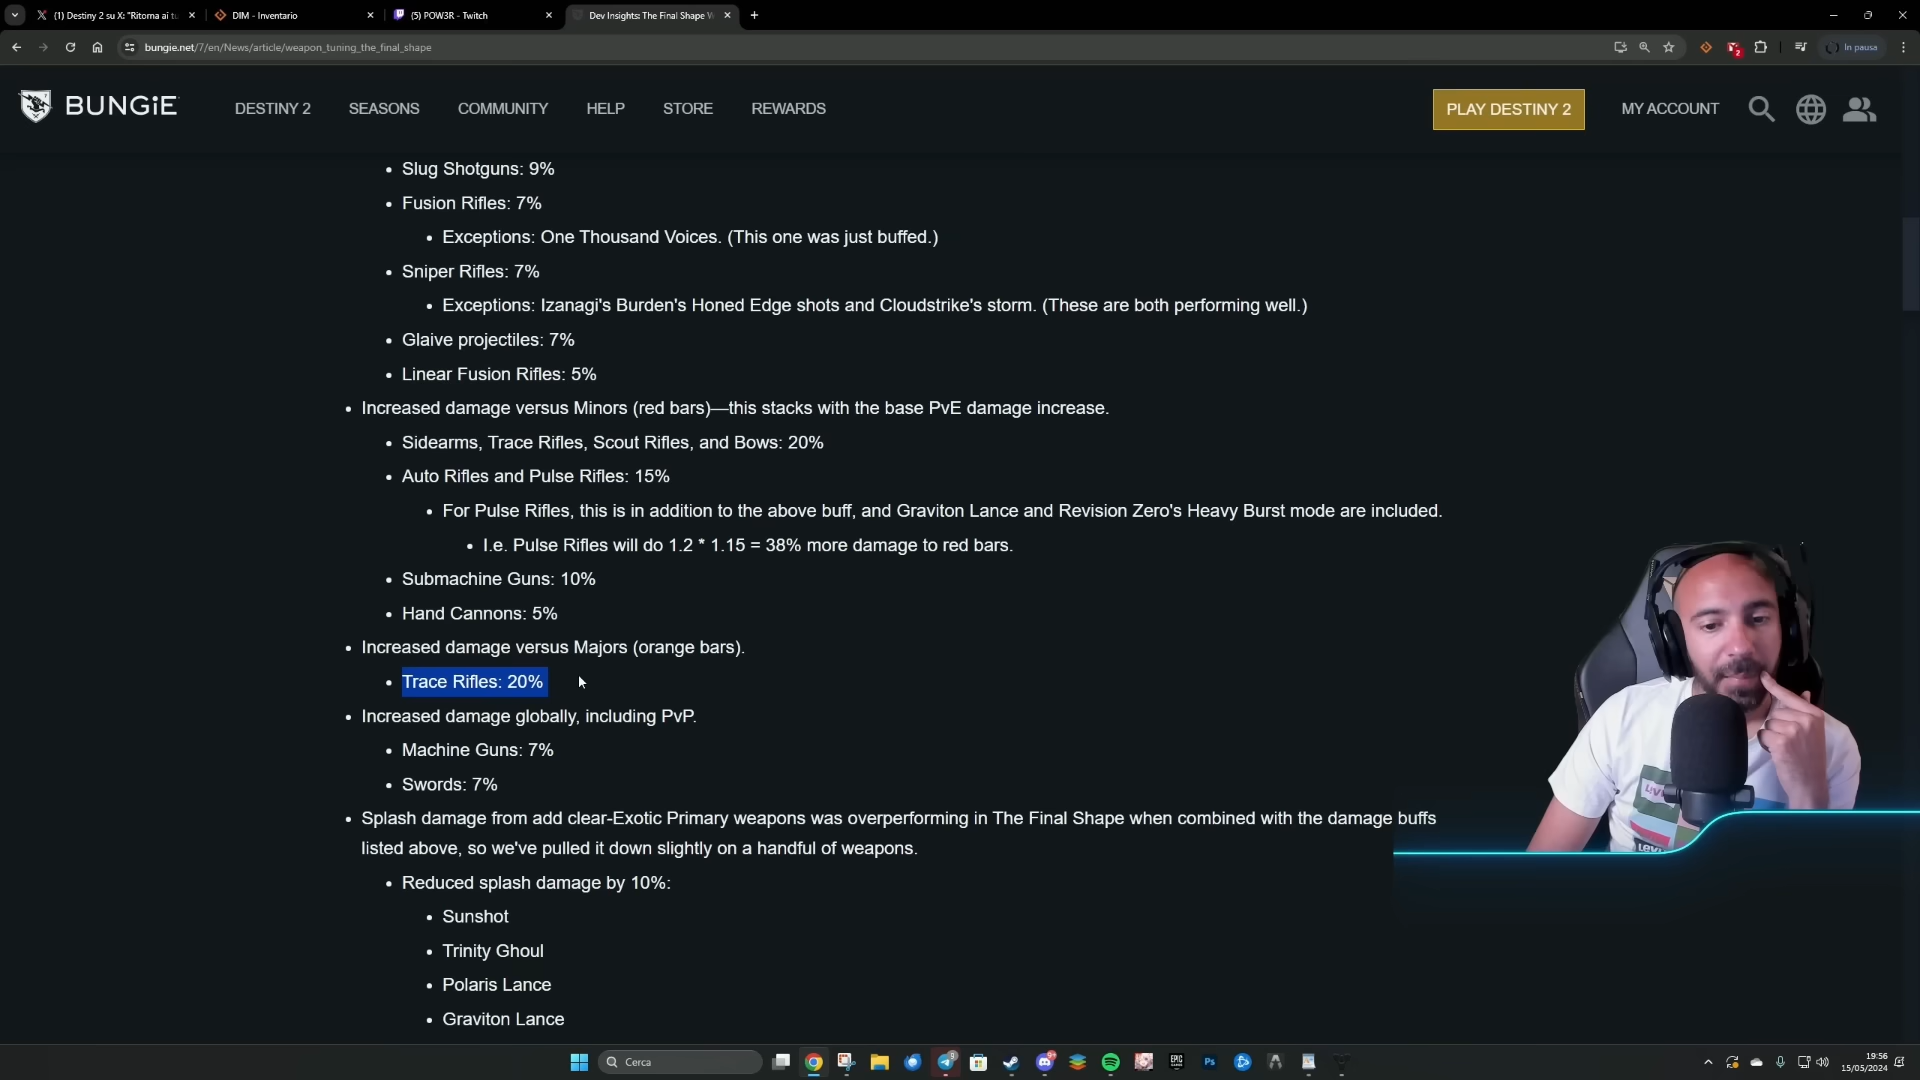 (1) Destiny 2 su X: "Ritorna ai tu
DIM - Inventario
(5) POW3R - Twitch
Dev Insights: The Final Shape W
bungie.net/7/en/News/article/weapon_tuning_the_final_shape
2
In pausa
BUNGiE
DESTINY 2
SEASONS
COMMUNITY
HELP
STORE
REWARDS
PLAY DESTINY 2
MY ACCOUNT
Slug Shotguns: 9%
Fusion Rifles: 7%
Exceptions: One Thousand Voices. (This one was just buffed.)
Sniper Rifles: 7%
Exceptions: Izanagi's Burden's Honed Edge shots and Cloudstrike's storm. (These are both performing well.)
Glaive projectiles: 7%
Linear Fusion Rifles: 5%
Increased damage versus Minors (red bars)—this stacks with the base PvE damage increase.
Sidearms, Trace Rifles, Scout Rifles, and Bows: 20%
Auto Rifles and Pulse Rifles: 15%
For Pulse Rifles, this is in addition to the above buff, and Graviton Lance and Revision Zero's Heavy Burst mode are included.
I.e. Pulse Rifles will do 1.2 * 1.15 = 38% more damage to red bars.
Submachine Guns: 10%
Hand Cannons: 5%
Increased damage versus Majors (orange bars).
Trace Rifles: 20%
Increased damage globally, including PvP.
Machine Guns: 7%
Swords: 7%
Splash damage from add clear-Exotic Primary weapons was overperforming in The Final Shape when combined with the damage buffs
listed above, so we've pulled it down slightly on a handful of weapons.
Reduced splash damage by 10%:
Sunshot
Trinity Ghoul
Polaris Lance
Graviton Lance
Cerca
EPIC
Ps
19:56
15/05/2024